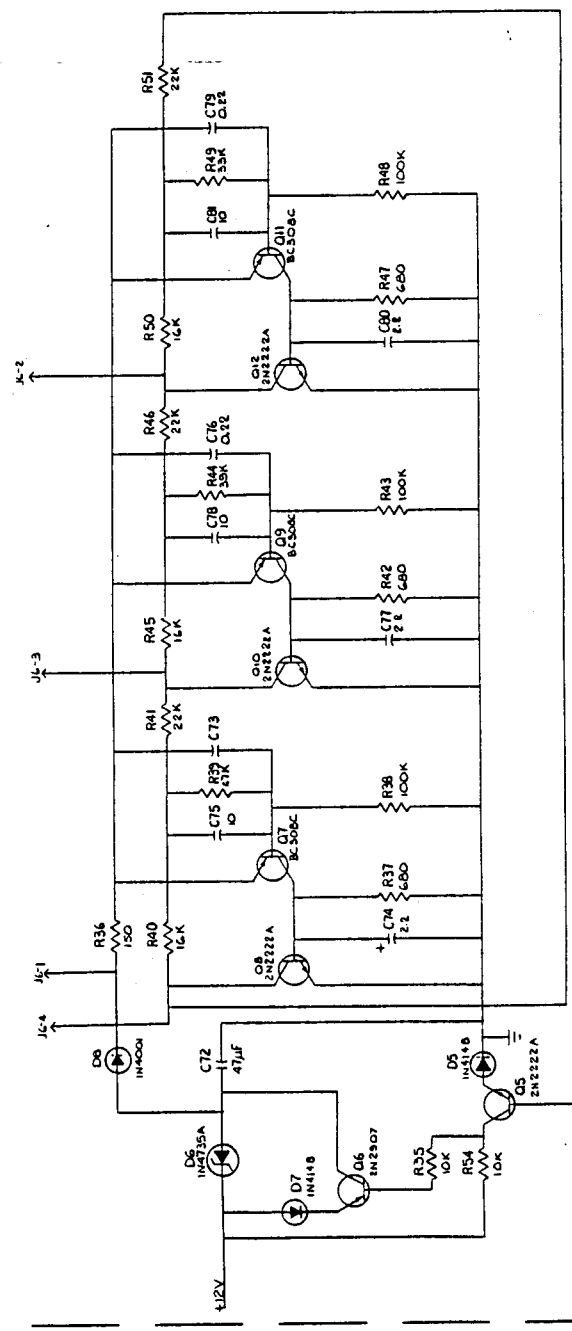 +12V
D6
1N4735A
D7
1N4148
Q6
2N2907
R35
10K
R54
10K
Q5
2N2222A
D5
1N4148
C72
47µF
D8
1N4001
J6-4
J6-1
R36
150
R40
16K
Q8
2N2222A
C74
+
2.2
R37
680
Q7
BC308C
C75
10
R39
47K
C73
R38
100K
R41
22K
J6-3
R45
16K
Q10
2N2222A
C77
2.2
R42
680
Q9
BC308C
C78
10
R44
39K
C76
0.22
R43
100K
R46
22K
J6-2
R50
16K
Q12
2N2222A
C80
2.2
R47
680
Q11
BC308C
C81
10
R49
33K
C79
0.22
R48
100K
R51
22K